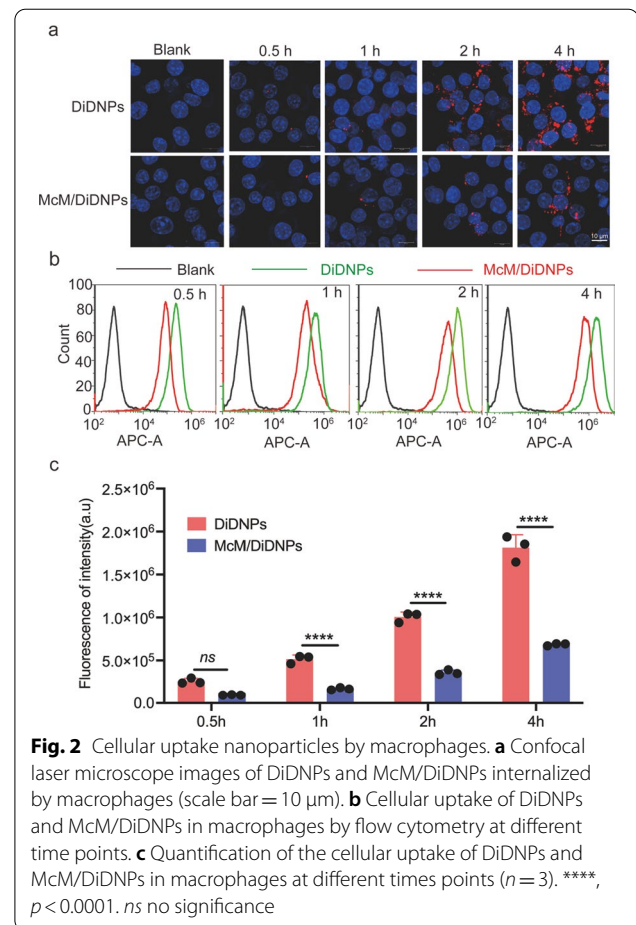 a
Blank 0.5 h 1 h 2 h 4 h
DiDNPs
McM/DiDNPs
10 μm
b
Blank DiDNPs McM/DiDNPs
Count
100
80
60
40
20
0
0.5 h 1 h 2 h 4 h
10² 10⁴ 10⁶ 10² 10⁴ 10⁶ 10² 10⁴ 10⁶ 10² 10⁴ 10⁶
APC-A APC-A APC-A APC-A
c
Fluorescence of intensity(a.u)
2.5×10⁶
2.0×10⁶
1.5×10⁶
1.0×10⁶
5.0×10⁵
0.0
DiDNPs
McM/DiDNPs
ns **** **** ****
0.5h 1h 2h 4h
Fig. 2 Cellular uptake nanoparticles by macrophages. a Confocal
laser microscope images of DiDNPs and McM/DiDNPs internalized
by macrophages (scale bar = 10 μm). b Cellular uptake of DiDNPs
and McM/DiDNPs in macrophages by flow cytometry at different
time points. c Quantification of the cellular uptake of DiDNPs and
McM/DiDNPs in macrophages at different times points (n = 3). ****,
p < 0.0001. ns no significance